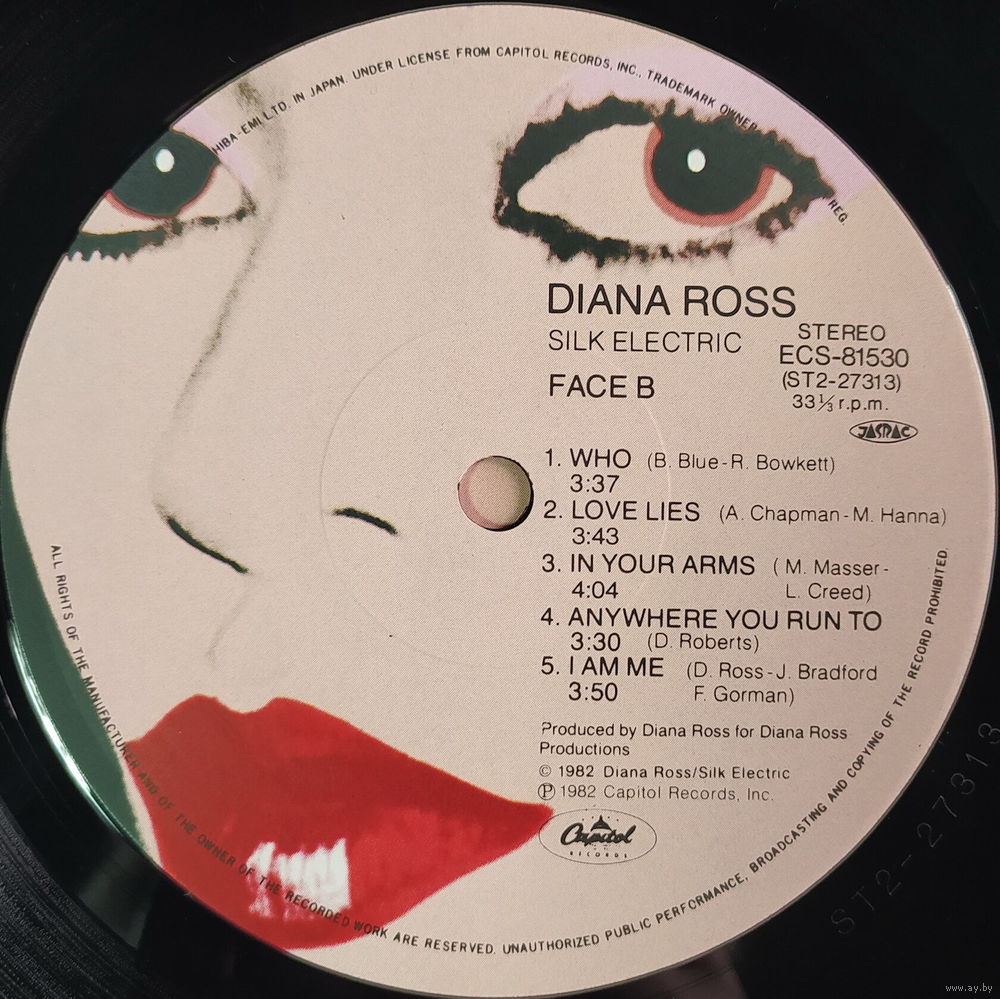 HIBA-EMI LTD. IN JAPAN. UNDER LICENSE FROM CAPITOL RECORDS, INC., TRADEMARK OWNER REG.
DIANA ROSS
SILK ELECTRIC
STEREO
ECS-81530
(ST2-27313)
33⅓ r.p.m.
FACE B
JASRAC
1. WHO (B. Blue-R. Bowkett)
3:37
2. LOVE LIES (A. Chapman-M. Hanna)
3:43
3. IN YOUR ARMS (M. Masser-
4:04 L. Creed)
4. ANYWHERE YOU RUN TO
3:30 (D. Roberts)
5. I AM ME (D. Ross-J. Bradford
3:50 F. Gorman)
Produced by Diana Ross for Diana Ross
Productions
© 1982 Diana Ross/Silk Electric
℗ 1982 Capitol Records, Inc.
Capitol
RECORDS
ALL RIGHTS OF THE MANUFACTURER AND OF THE OWNER OF THE RECORDED WORK ARE RESERVED. UNAUTHORIZED PUBLIC PERFORMANCE, BROADCASTING AND COPYING OF THE RECORD PROHIBITED.
ST2-27313
www.ay.by